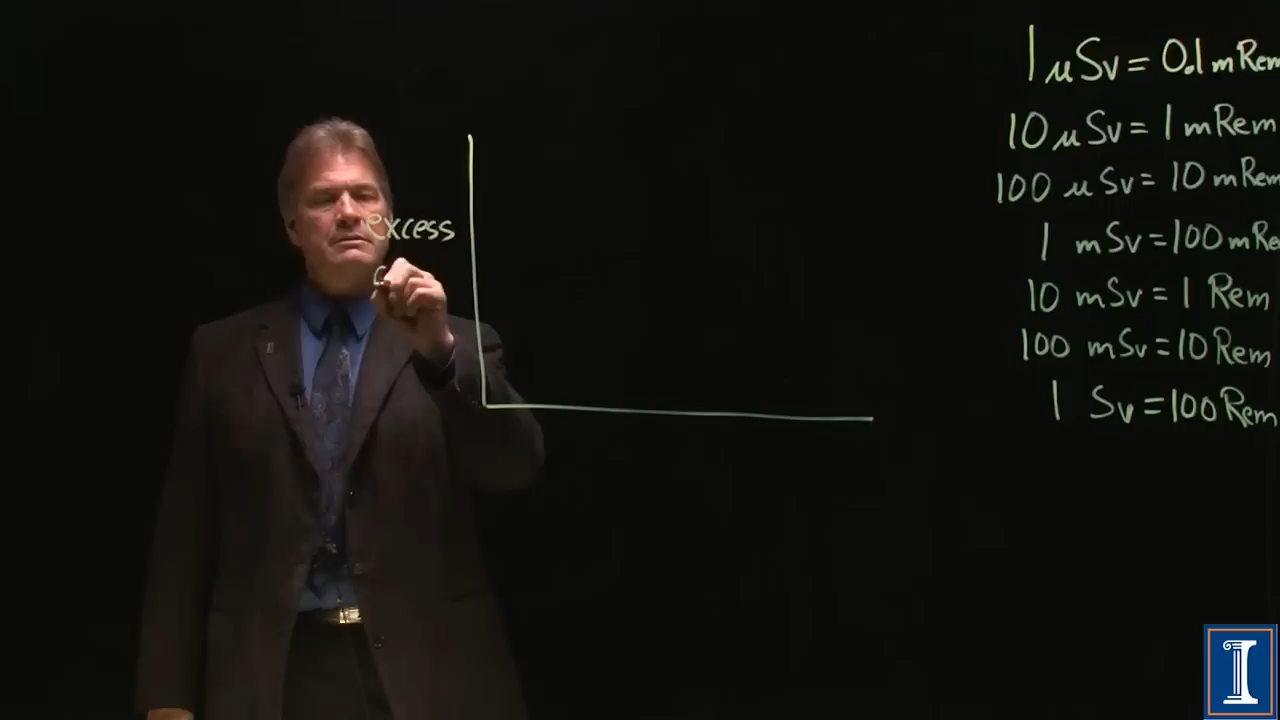 excess
1 μSv = 0.1 mRem
10 μSv = 1 mRem
100 μSv = 10 mRem
1 mSv = 100 mRe
10 mSv = 1 Rem
100 mSv = 10 Rem
1 Sv = 100 Rem